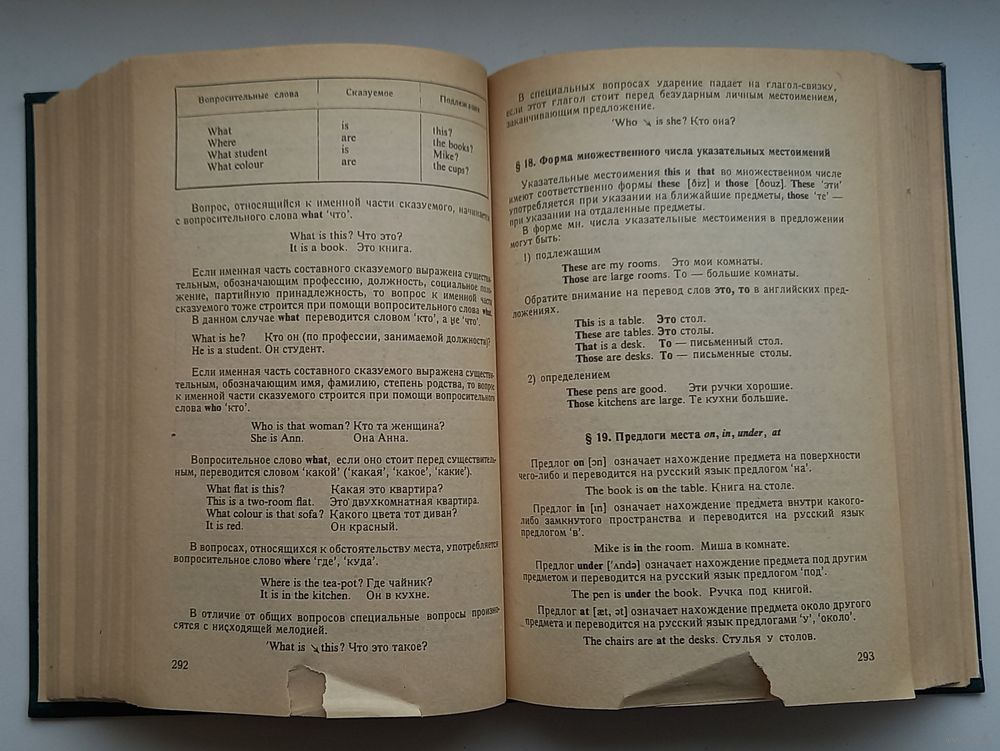 Вопросительные слова Сказуемое Подлежащее
What is this?
Where are the books?
What student is Mike?
What colour are the cups?
Вопрос, относящийся к именной части сказуемого, начинается
с вопросительного слова what ‘что’.
What is this? Что это?
It is a book. Это книга.
Если именная часть составного сказуемого выражена существи-
тельным, обозначающим профессию, должность, социальное поло-
жение, партийную принадлежность, то вопрос к именной части
сказуемого тоже строится при помощи вопросительного слова what.
В данном случае what переводится словом ‘кто’, а не ‘что’.
What is he? Кто он (по профессии, занимаемой должности)?
He is a student. Он студент.
Если именная часть составного сказуемого выражена существи-
тельным, обозначающим имя, фамилию, степень родства, то вопрос
к именной части сказуемого строится при помощи вопросительного
слова who ‘кто’.
Who is that woman? Кто та женщина?
She is Ann. Она Анна.
Вопросительное слово what, если оно стоит перед существитель-
ным, переводится словом ‘какой’ (‘какая’, ‘какое’, ‘какие’).
What flat is this? Какая это квартира?
This is a two-room flat. Это двухкомнатная квартира.
What colour is that sofa? Какого цвета тот диван?
It is red. Он красный.
В вопросах, относящихся к обстоятельству места, употребляется
вопросительное слово where ‘где’, ‘куда’.
Where is the tea-pot? Где чайник?
It is in the kitchen. Он в кухне.
В отличие от общих вопросов специальные вопросы произно-
сятся с нисходящей мелодией.
'What is ↘this? Что это такое?
292
В специальных вопросах ударение падает на глагол-связку,
если этот глагол стоит перед безударным личным местоимением,
заканчивающим предложение.
'Who ↘ is she? Кто она?
§ 18. Форма множественного числа указательных местоимений
Указательные местоимения this и that во множественном числе
имеют соответственно формы these [ði:z] и those [ðouz]. These ‘эти’
употребляется при указании на ближайшие предметы, those ‘те’ —
при указании на отдаленные предметы.
В форме мн. числа указательные местоимения в предложении
могут быть:
1) подлежащим
These are my rooms. Это мои комнаты.
Those are large rooms. То — большие комнаты.
Обратите внимание на перевод слов это, то в английских пред-
ложениях.
This is a table. Это стол.
These are tables. Это столы.
That is a desk. То — письменный стол.
Those are desks. То — письменные столы.
2) определением
These pens are good. Эти ручки хорошие.
Those kitchens are large. Те кухни большие.
§ 19. Предлоги места on, in, under, at
Предлог on [ɔn] означает нахождение предмета на поверхности
чего-либо и переводится на русский язык предлогом ‘на’.
The book is on the table. Книга на столе.
Предлог in [ɪn] означает нахождение предмета внутри какого-
либо замкнутого пространства и переводится на русский язык
предлогом ‘в’.
Mike is in the room. Миша в комнате.
Предлог under ['ʌndə] означает нахождение предмета под другим
предметом и переводится на русский язык предлогом ‘под’.
The pen is under the book. Ручка под книгой.
Предлог at [æt, ət] означает нахождение предмета около другого
предмета и переводится на русский язык предлогами ‘у’, ‘около’.
The chairs are at the desks. Стулья у столов.
293